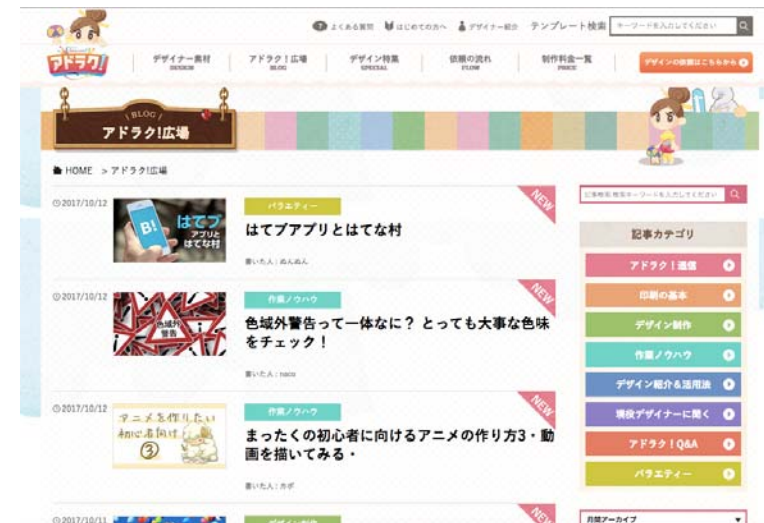 よくある質問 はじめての方へ デザイナー紹介 テンプレート検索 キーワードを入力してください
アドラク!
デザイナー素材 アドラク!広場 デザイン特集 依頼の流れ 制作料金一覧 デザインの依頼はこちらから
DESIGN BLOG SPECIAL FLOW PRICE
BLOG
アドラク!広場
HOME > アドラク!広場
2017/10/12
B!
はてブ
アプリと
はてな村
バラエティー
NEW
はてブアプリとはてな村
書いた人:ぬんぬん
2017/10/12
色域外
警告
作業ノウハウ
NEW
色域外警告って一体なに? とっても大事な色味
をチェック!
書いた人:noco
2017/10/12
アニメを作りたい
初心者向け
③
作業ノウハウ
NEW
まったくの初心者に向けるアニメの作り方3・動
画を描いてみる・
書いた人:カボ
2017/10/11
デザイン制作
NEW
記事カテゴリ
アドラク!通信
印刷の基本
デザイン制作
作業ノウハウ
デザイン紹介&活用法
現役デザイナーに聞く
アドラク!Q&A
バラエティー
月間アーカイブ